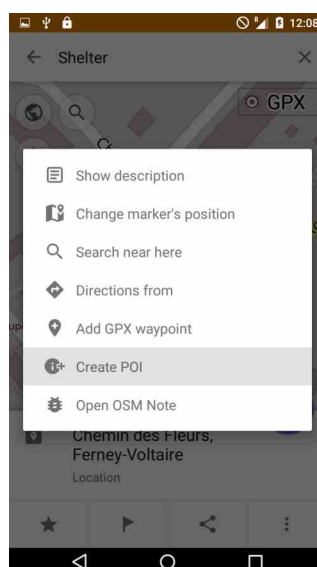 12:08
Shelter
GPX
Show description
Change marker's position
Search near here
Directions from
Add GPX waypoint
Create POI
Open OSM Note
Chemin des Fleurs,
Ferney-Voltaire
Location